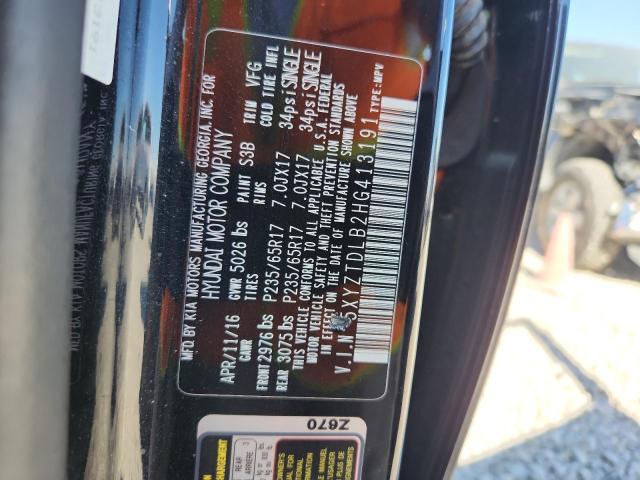 MFD.BY KIA MOTORS MANUFACTURING GEORGIA, INC. FOR
HYUNDAI MOTOR COMPANY
APR/11/16 GVWR 5026 lbs PAINT S3B TRIM VFG
GAWR TIRES RIMS COLD TIRE INFL
FRONT 2976 lbs P235/65R17 7.0JX17 34psi SINGLE
REAR 3075 lbs P235/65R17 7.0JX17 34psi SINGLE
THIS VEHICLE CONFORMS TO ALL APPLICABLE U.S.A. FEDERAL
MOTOR VEHICLE SAFETY AND THEFT PREVENTION STANDARDS
IN EFFECT ON THE DATE OF MANUFACTURE SHOWN ABOVE
V.I.N 5XYZTDLB2HG413191 TYPE:MPV
Z670
REAR
ARRIÈRE 3